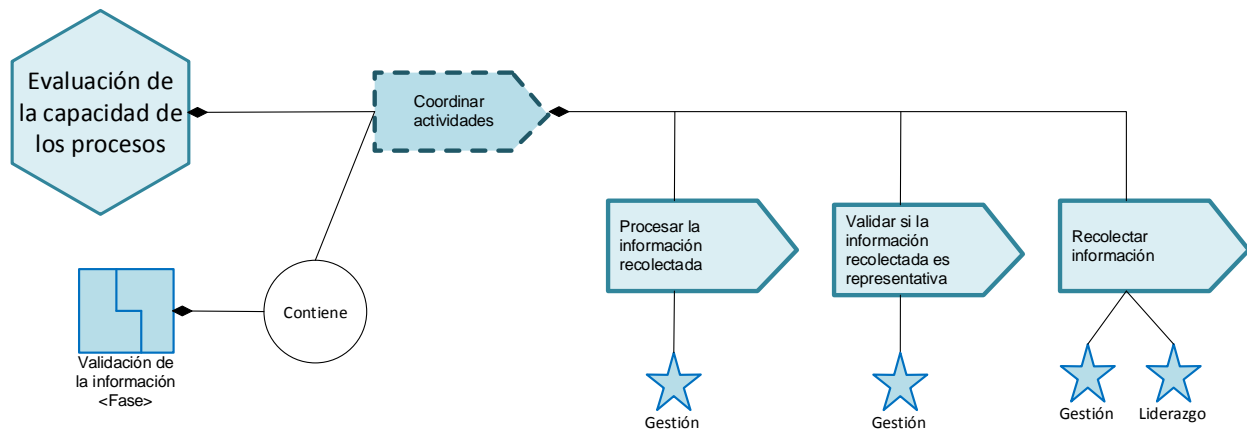 Evaluación de
la capacidad de
los procesos
Coordinar
actividades
Procesar la
información
recolectada
Validar si la
información
recolectada es
representativa
Recolectar
información
Contiene
Validación de
la información
<Fase>
Gestión
Gestión
Gestión
Liderazgo